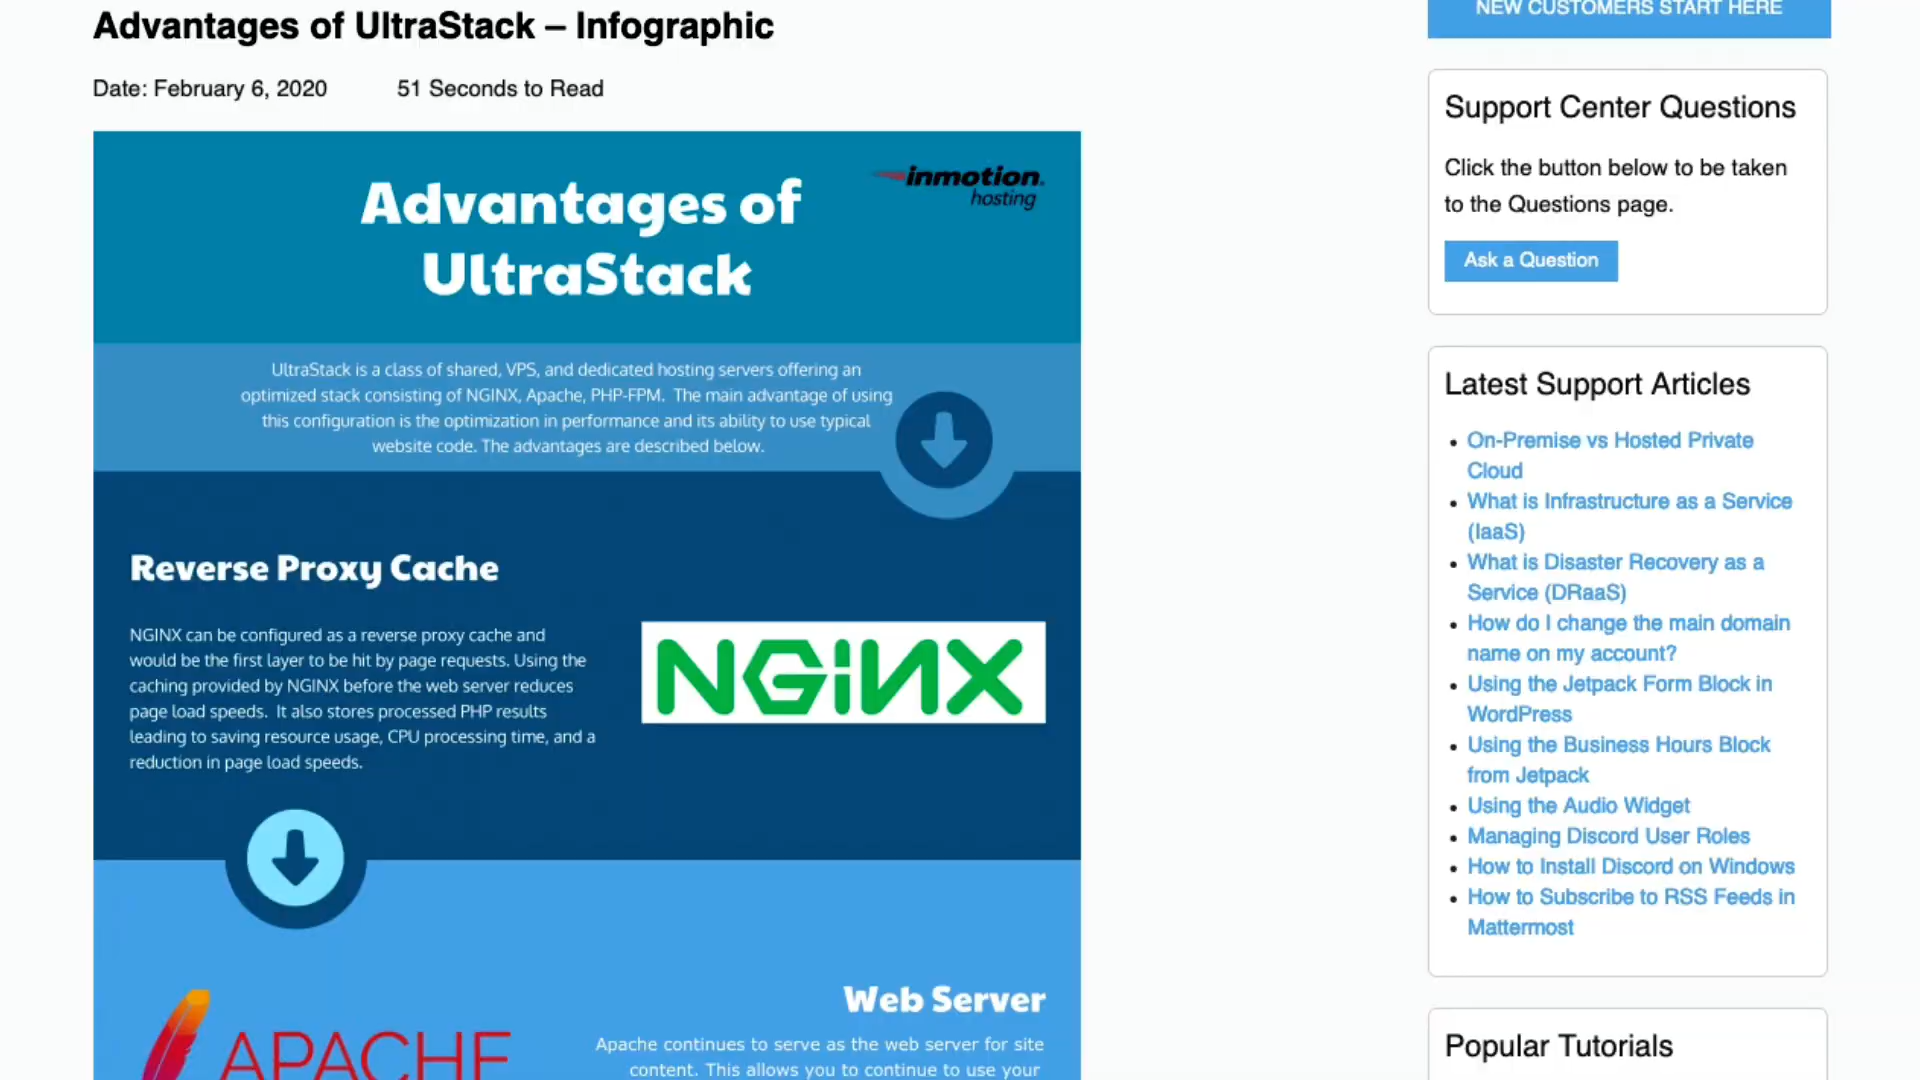 Advantages of UltraStack – Infographic
Date: February 6, 2020
51 Seconds to Read
inmotion
hosting
Advantages of
UltraStack
UltraStack is a class of shared, VPS, and dedicated hosting servers offering an
optimized stack consisting of NGINX, Apache, PHP-FPM. The main advantage of using
this configuration is the optimization in performance and its ability to use typical
website code. The advantages are described below.
Reverse Proxy Cache
NGINX can be configured as a reverse proxy cache and
would be the first layer to be hit by page requests. Using the
caching provided by NGINX before the web server reduces
page load speeds. It also stores processed PHP results
leading to saving resource usage, CPU processing time, and a
reduction in page load speeds.
NGINX
Web Server
APACHE
Apache continues to serve as the web server for site
content. This allows you to continue to use your
NEW CUSTOMERS START HERE
Support Center Questions
Click the button below to be taken
to the Questions page.
Ask a Question
Latest Support Articles
On-Premise vs Hosted Private
Cloud
What is Infrastructure as a Service
(IaaS)
What is Disaster Recovery as a
Service (DRaaS)
How do I change the main domain
name on my account?
Using the Jetpack Form Block in
WordPress
Using the Business Hours Block
from Jetpack
Using the Audio Widget
Managing Discord User Roles
How to Install Discord on Windows
How to Subscribe to RSS Feeds in
Mattermost
Popular Tutorials